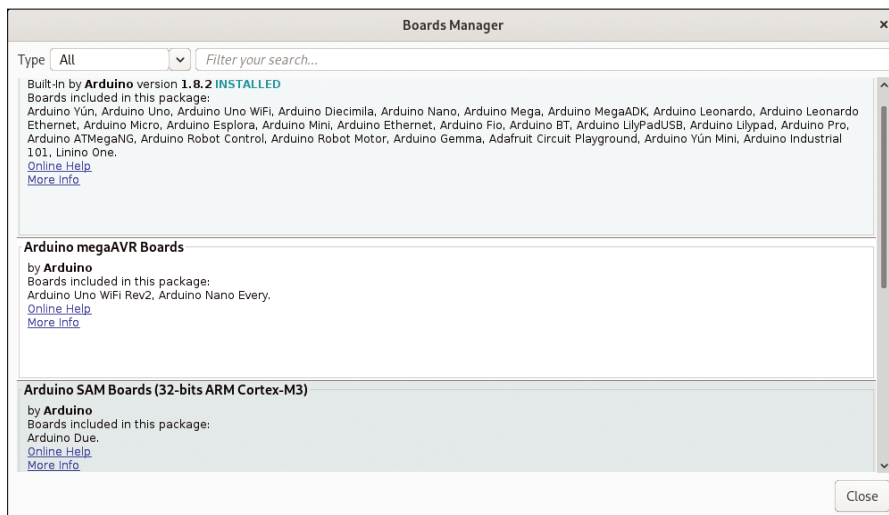 Boards Manager
Type All Filter your search...
Built-In by Arduino version 1.8.2 INSTALLED
Boards included in this package:
Arduino Yún, Arduino Uno, Arduino Uno WiFi, Arduino Diecimila, Arduino Nano, Arduino Mega, Arduino MegaADK, Arduino Leonardo, Arduino Leonardo
Ethernet, Arduino Micro, Arduino Esplora, Arduino Mini, Arduino Ethernet, Arduino Fio, Arduino BT, Arduino LilyPadUSB, Arduino Lilypad, Arduino Pro,
Arduino ATMegaNG, Arduino Robot Control, Arduino Robot Motor, Arduino Gemma, Adafruit Circuit Playground, Arduino Yún Mini, Arduino Industrial
101, Linino One.
Online Help
More Info
Arduino megaAVR Boards
by Arduino
Boards included in this package:
Arduino Uno WiFi Rev2, Arduino Nano Every.
Online Help
More Info
Arduino SAM Boards (32-bits ARM Cortex-M3)
by Arduino
Boards included in this package:
Arduino Due.
Online Help
More Info
Close